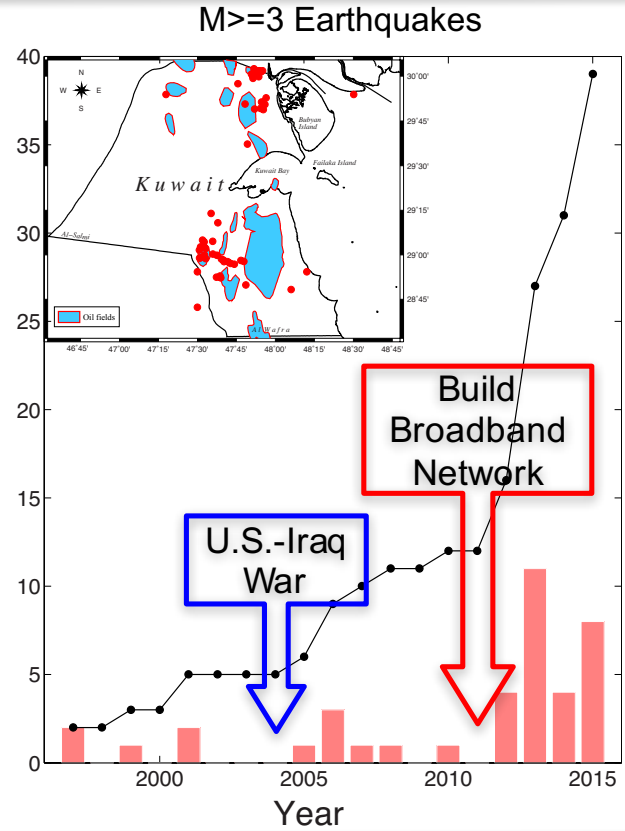 M>=3 Earthquakes
40
35
30
25
20
15
10
5
0
N
W E
S
Bubyan
Island
Failaka Island
Kuwait Bay
Kuwait
Al-Salmi
Al Wafra
Oil fields
30˚00'
29˚45'
29˚30'
29˚15'
29˚00'
28˚45'
46˚45' 47˚00' 47˚15' 47˚30' 47˚45' 48˚00' 48˚15' 48˚30' 48˚45'
Build
Broadband
Network
U.S.-Iraq
War
2000 2005 2010 2015
Year